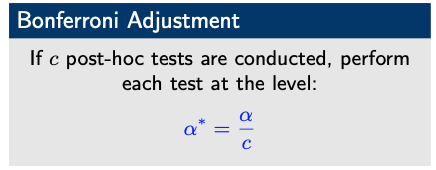 Bonferroni Adjustment
If c post-hoc tests are conducted, perform
each test at the level:
α* = α/c